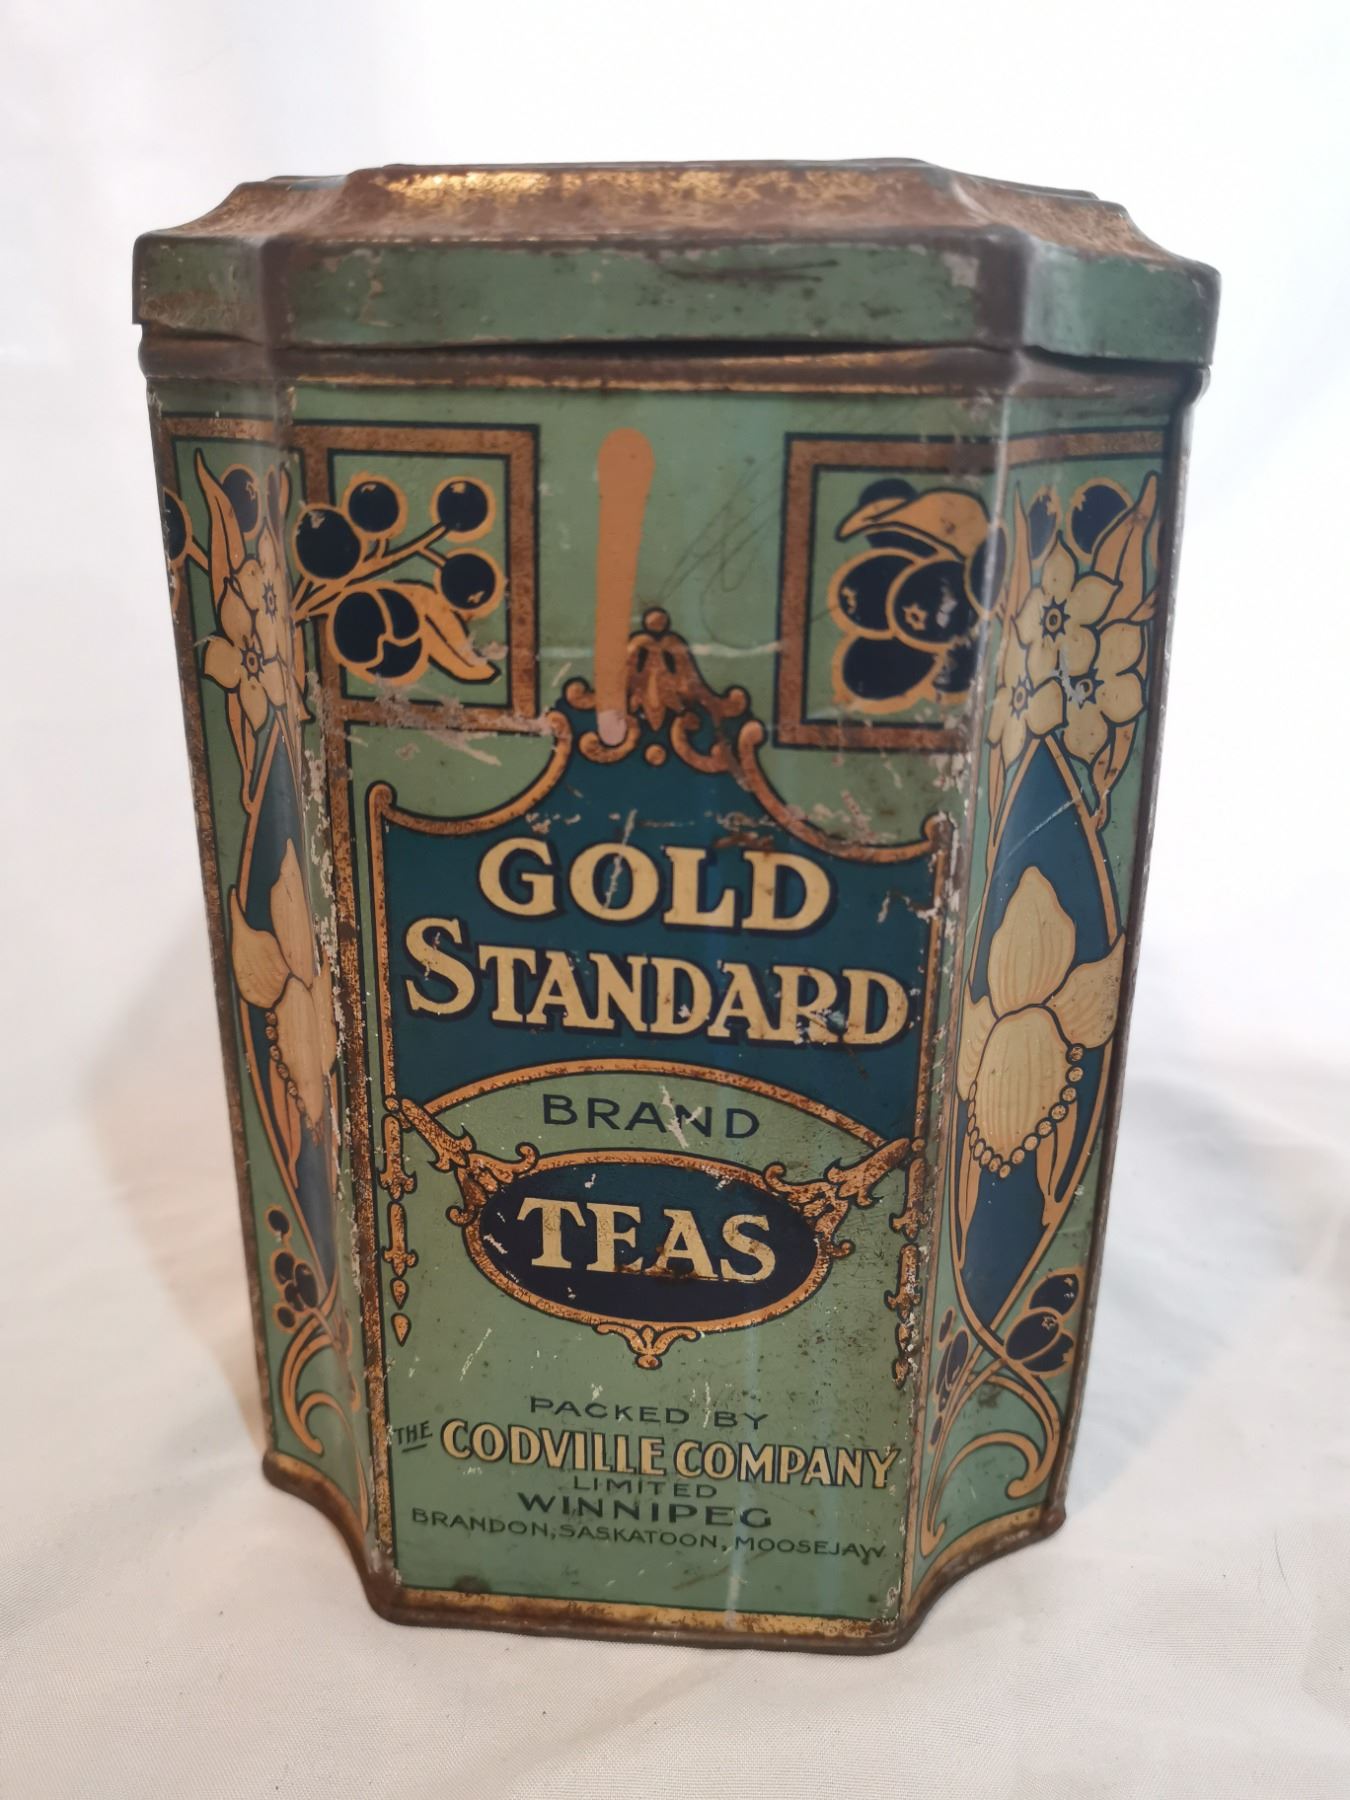 GOLD
STANDARD
BRAND
TEAS
PACKED BY
THE CODVILLE COMPANY
LIMITED
WINNIPEG
BRANDON, SASKATOON, MOOSEJAW